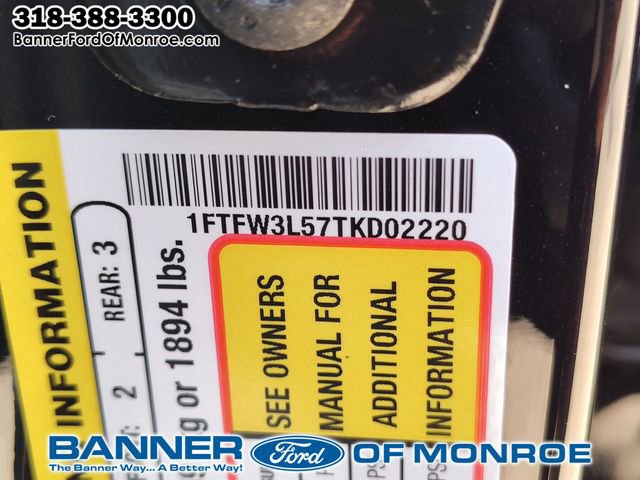 318-388-3300
BannerFordOfMonroe.com
1FTFW3L57TKD02220
INFORMATION
REAR: 3
2
g or 1894 lbs.
SEE OWNERS
MANUAL FOR
ADDITIONAL
INFORMATION
BANNER Ford OF MONROE
The Banner Way... A Better Way!